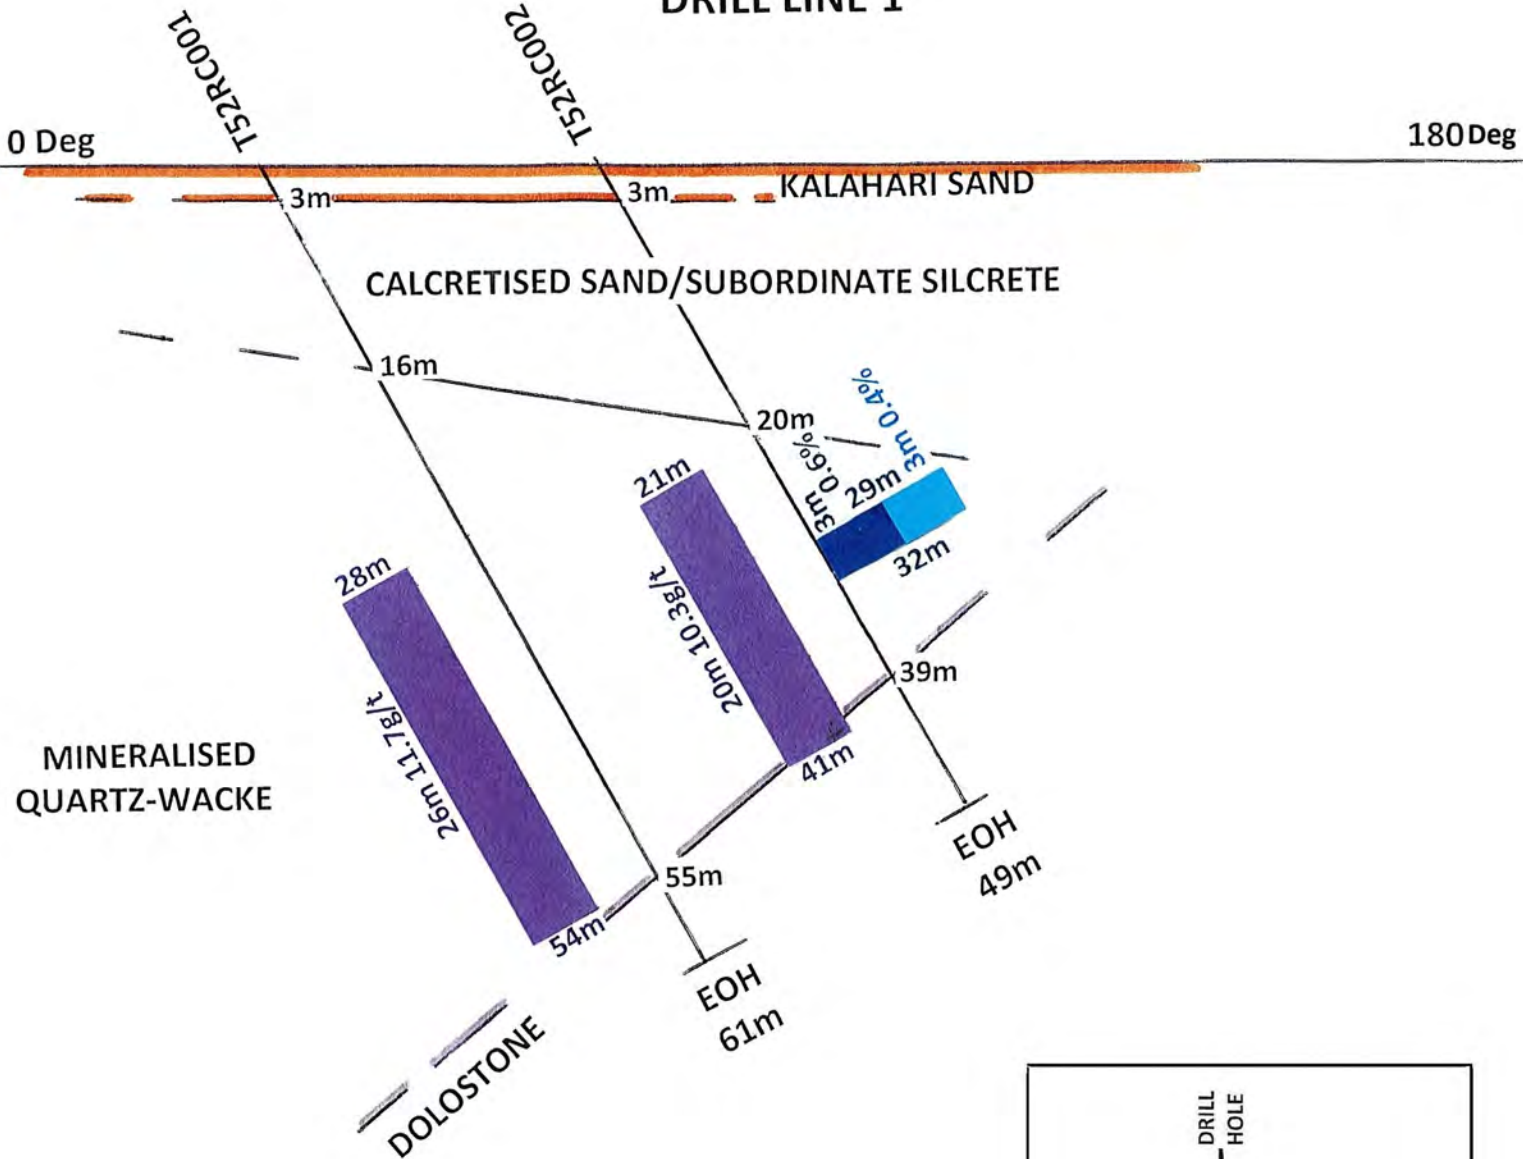 DRILL LINE 1
T52RC001
T52RC002
0 Deg
180 Deg
3m
3m
KALAHARI SAND
CALCRETISED SAND/SUBORDINATE SILCRETE
16m
20m
3m 0.6%
3m 0.4%
29m
32m
21m
20m 10.3g/t
41m
28m
26m 11.7g/t
54m
39m
MINERALISED
QUARTZ-WACKE
55m
EOH
49m
EOH
61m
DOLOSTONE
DRILL
HOLE